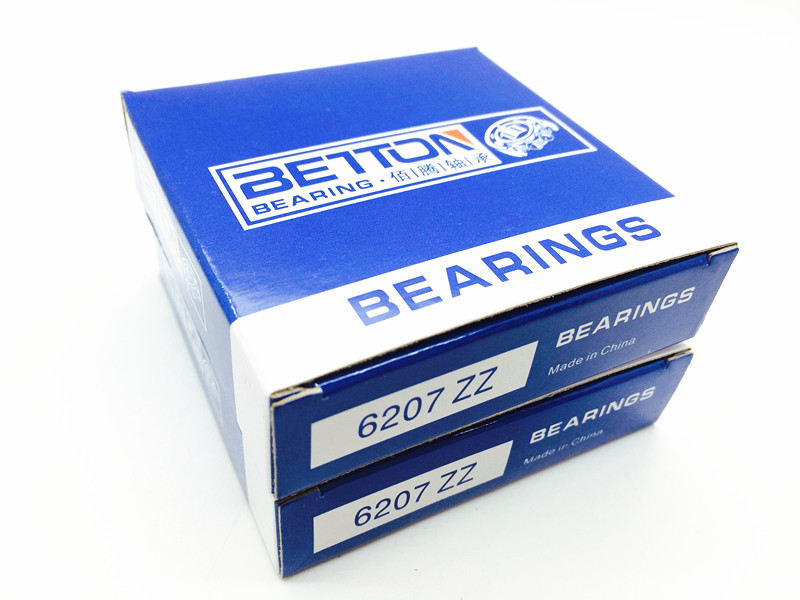 BETTON
BEARING · 佰|腾|轴|承
BEARINGS
BEARINGS
Made in China
6207 ZZ
BEARINGS
Made in China
6207 ZZ